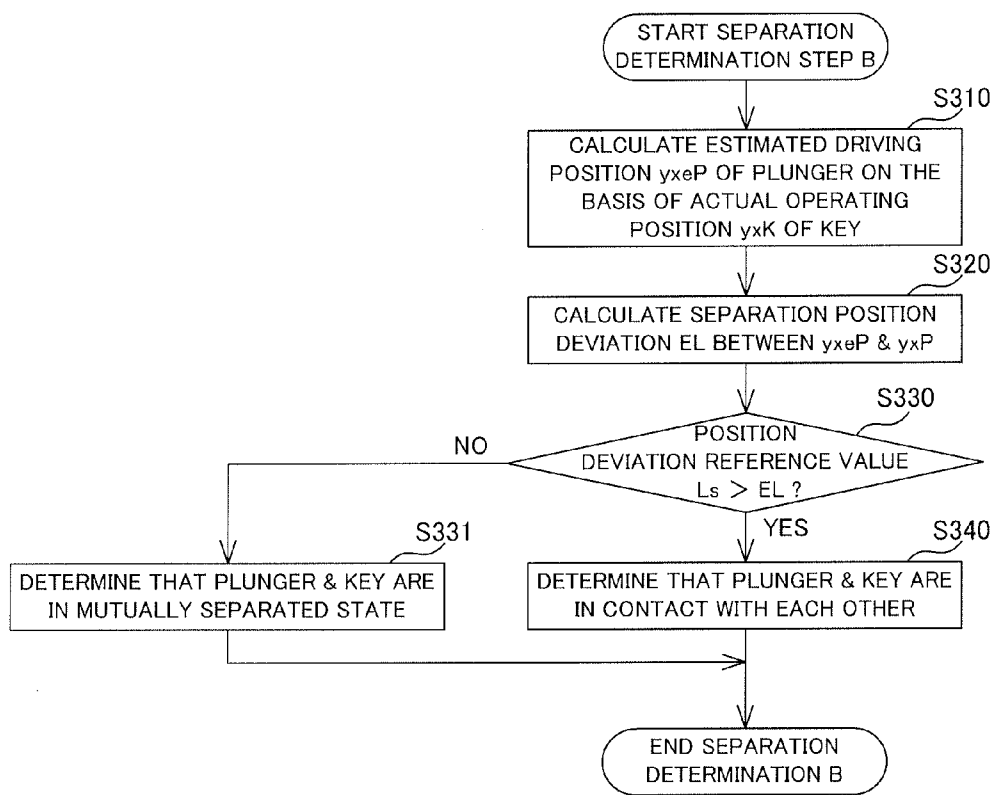 START SEPARATION
DETERMINATION STEP B
S310
CALCULATE ESTIMATED DRIVING
POSITION yxeP OF PLUNGER ON THE
BASIS OF ACTUAL OPERATING
POSITION yxK OF KEY
S320
CALCULATE SEPARATION POSITION
DEVIATION EL BETWEEN yxeP & yxP
S330
POSITION
DEVIATION REFERENCE VALUE
Ls > EL ?
NO
YES
S331
DETERMINE THAT PLUNGER & KEY ARE
IN MUTUALLY SEPARATED STATE
S340
DETERMINE THAT PLUNGER & KEY ARE
IN CONTACT WITH EACH OTHER
END SEPARATION
DETERMINATION B